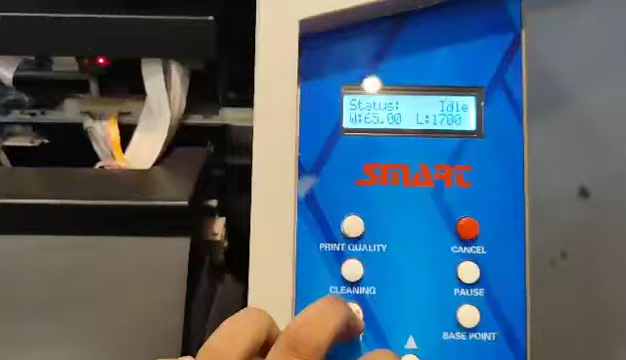 Status: Idle
W:65.00 L:1700
SMART
PRINT QUALITY
CANCEL
CLEANING
PAUSE
BASE POINT